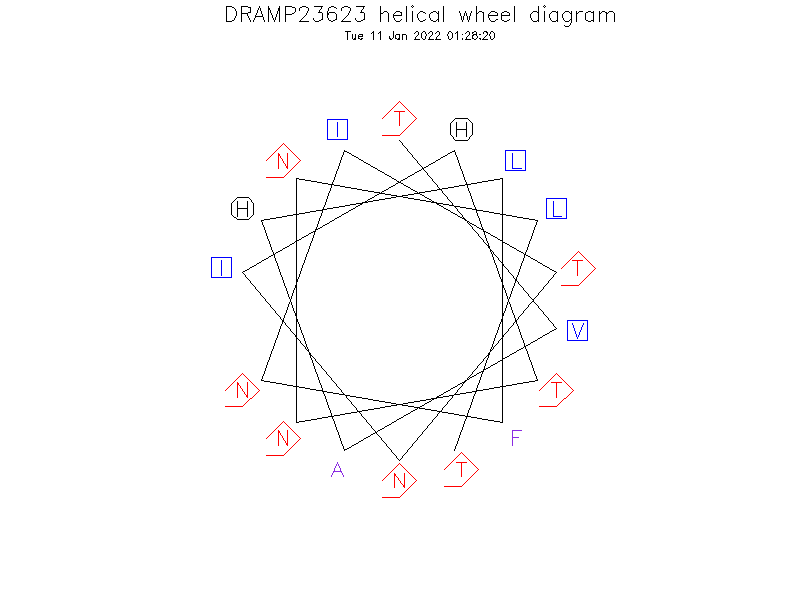 DRAMP23623 helical wheel diagram
Tue 11 Jan 2022 01:28:20
T
I H
N L
H L
I T
V
N T
N F
A T
N